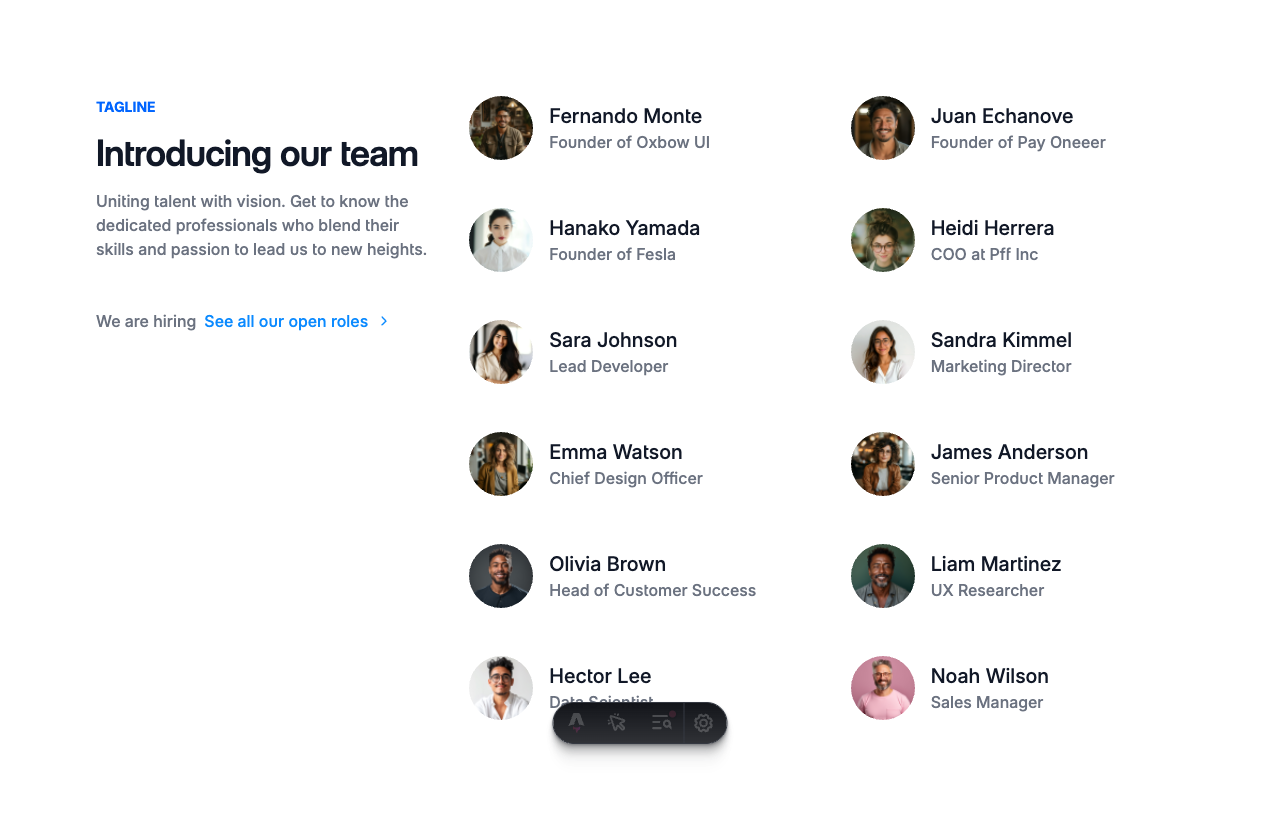 TAGLINE
Introducing our team
Uniting talent with vision. Get to know the
dedicated professionals who blend their
skills and passion to lead us to new heights.
We are hiring See all our open roles
Fernando Monte
Founder of Oxbow UI
Juan Echanove
Founder of Pay Oneeer
Hanako Yamada
Founder of Fesla
Heidi Herrera
COO at Pff Inc
Sara Johnson
Lead Developer
Sandra Kimmel
Marketing Director
Emma Watson
Chief Design Officer
James Anderson
Senior Product Manager
Olivia Brown
Head of Customer Success
Liam Martinez
UX Researcher
Hector Lee
Data Scientist
Noah Wilson
Sales Manager